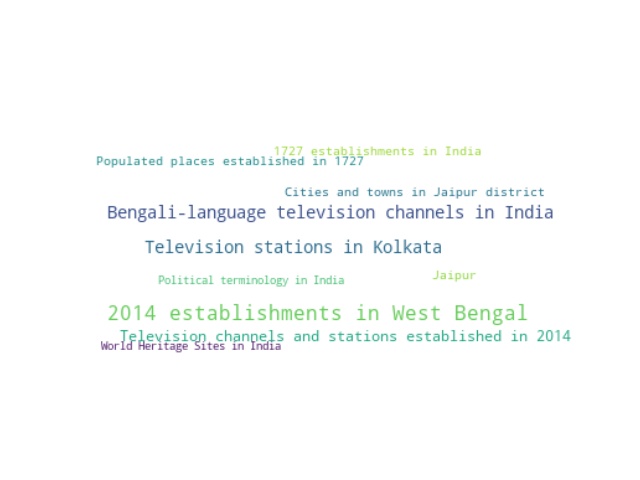 1727 establishments in India
Populated places established in 1727
Cities and towns in Jaipur district
Bengali-language television channels in India
Television stations in Kolkata
Jaipur
Political terminology in India
2014 establishments in West Bengal
Television channels and stations established in 2014
World Heritage Sites in India